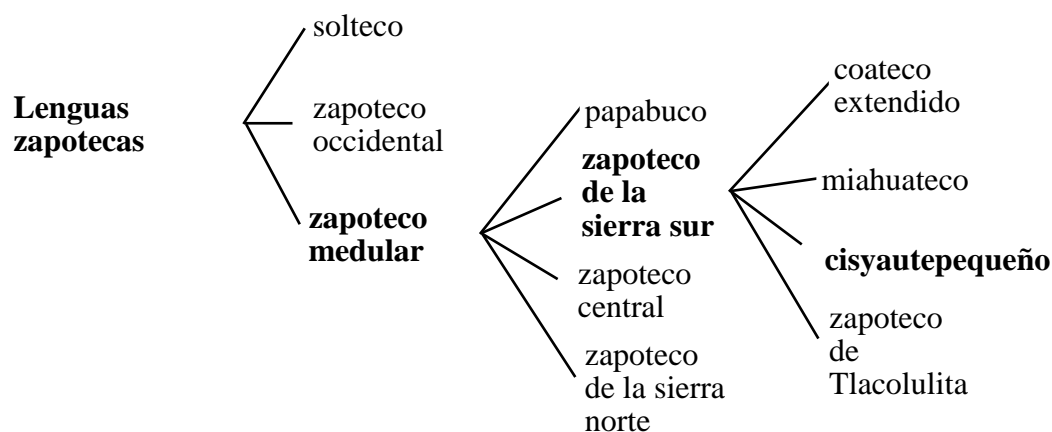 Lenguas
zapotecas
solteco
zapoteco
occidental
zapoteco
medular
papabuco
zapoteco
de la
sierra sur
zapoteco
central
zapoteco
de la sierra
norte
coateco
extendido
miahuateco
cisyautepequeño
zapoteco
de
Tlacolulita